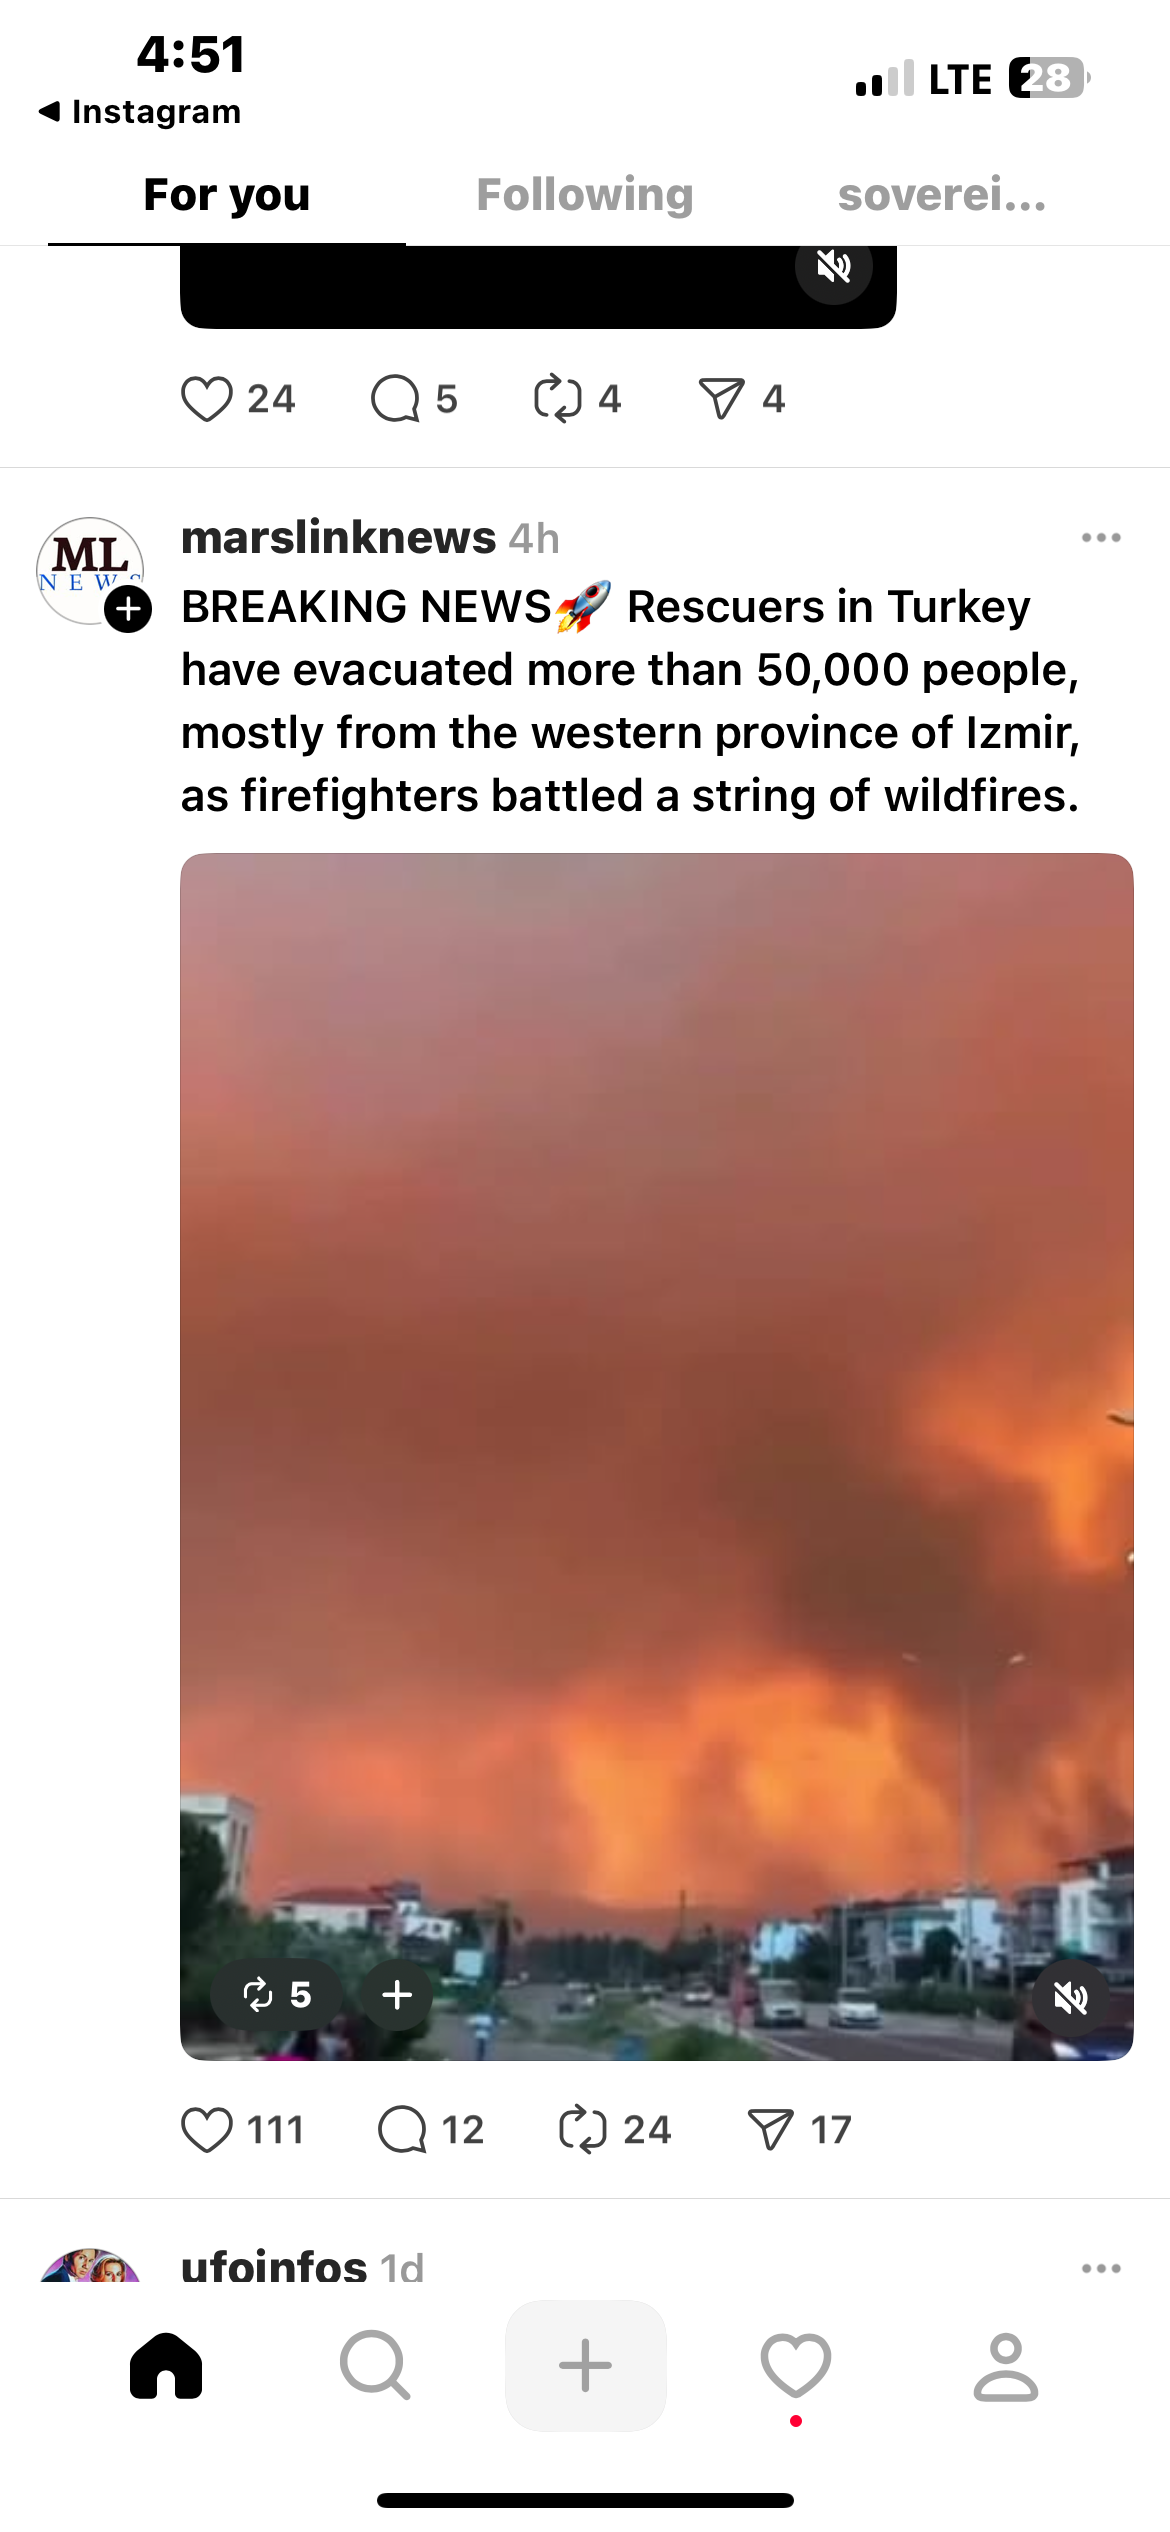 4:51
Instagram
LTE
28
For you
Following
soverei...
24
5
4
4
ML
NEWS
marslinknews 4h
BREAKING NEWS🚀 Rescuers in Turkey
have evacuated more than 50,000 people,
mostly from the western province of Izmir,
as firefighters battled a string of wildfires.
5
111
12
24
17
ufoinfos 1d